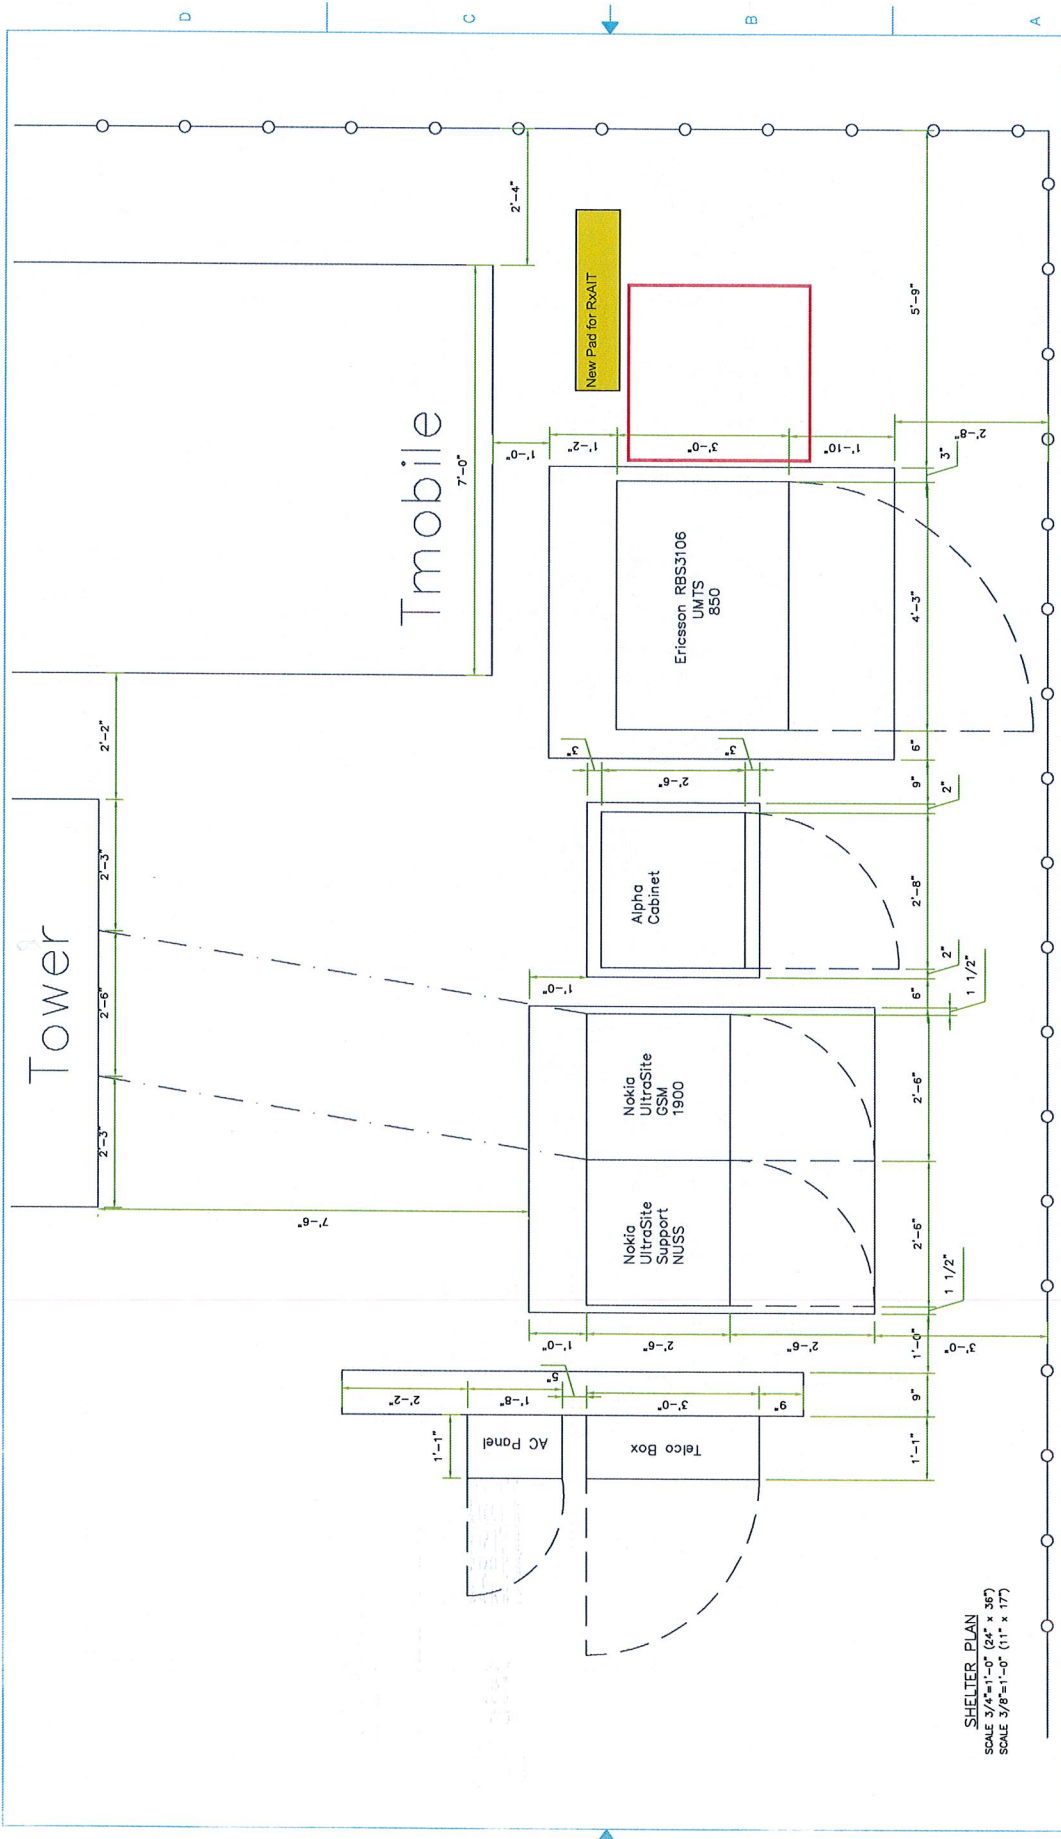 D
C
B
A
Tower
2'-3"
2'-6"
2'-3"
2'-2"
7'-6"
Tmobile
7'-0"
2'-4"
2'-2"
1'-8"
5"
3'-0"
9"
1'-1"
AC Panel
Telco Box
1'-0"
2'-6"
2'-6"
3'-0"
Nokia
UltraSite
Support
NUSS
Nokia
UltraSite
GSM
1900
1'-0"
Alpha
Cabinet
3"
2'-6"
3"
Ericsson RBS3106
UMTS
850
1'-0"
1'-2"
3'-0"
1'-10"
2'-8"
New Pad for RxAIT
1'-1"
9"
1'-0"
2'-6"
2'-6"
6"
2'-8"
9"
6"
4'-3"
3"
5'-9"
1 1/2"
1 1/2"
2"
2"
SHELTER PLAN
SCALE 3/4"=1'-0" (24" x 36")
SCALE 3/8"=1'-0" (11" x 17")